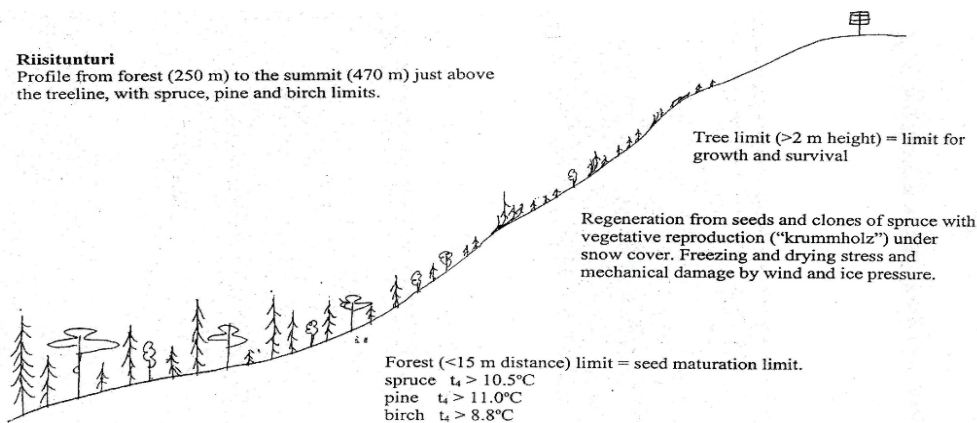 Riisitunturi
Profile from forest (250 m) to the summit (470 m) just above
the treeline, with spruce, pine and birch limits.
Tree limit (>2 m height) = limit for
growth and survival
Regeneration from seeds and clones of spruce with
vegetative reproduction (“krummholz”) under
snow cover. Freezing and drying stress and
mechanical damage by wind and ice pressure.
Forest (<15 m distance) limit = seed maturation limit.
spruce t₄ > 10.5°C
pine t₄ > 11.0°C
birch t₄ > 8.8°C